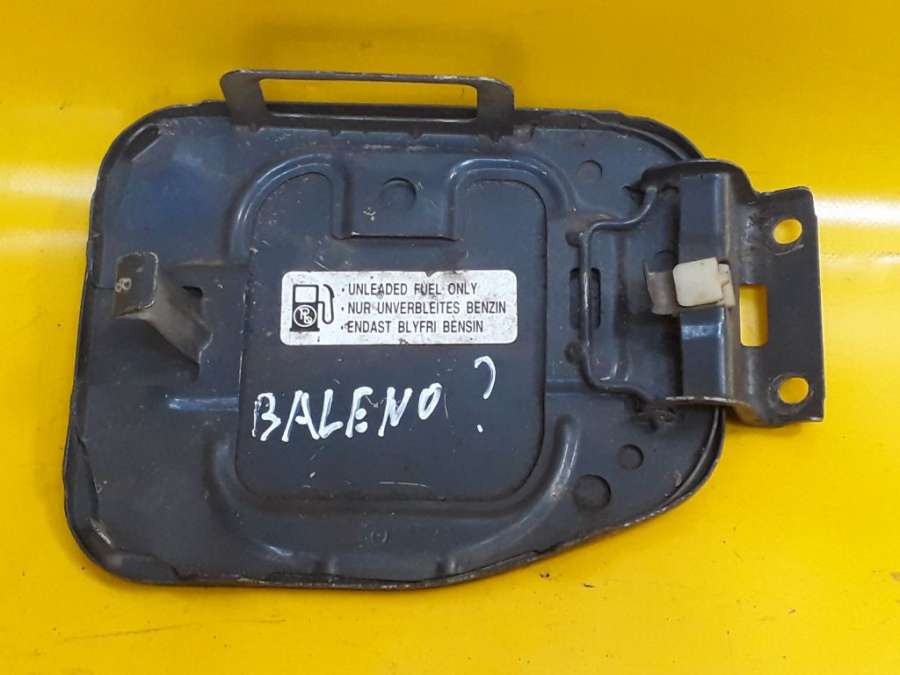 · UNLEADED FUEL ONLY
· NUR UNVERBLEITES BENZIN
· ENDAST BLYFRI BENSIN
BALENO ?